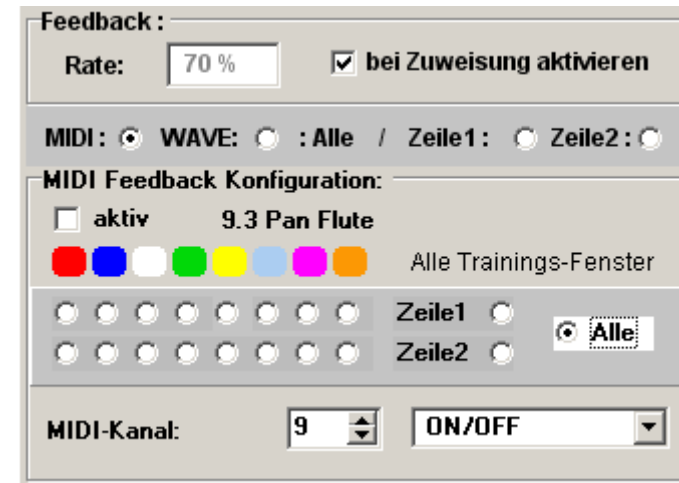 Feedback :
Rate: 70 % bei Zuweisung aktivieren
MIDI : WAVE: : Alle / Zeile1 : Zeile2 :
MIDI Feedback Konfiguration:
aktiv 9.3 Pan Flute
Alle Trainings-Fenster
Zeile1
Alle
Zeile2
MIDI-Kanal: 9 ON/OFF